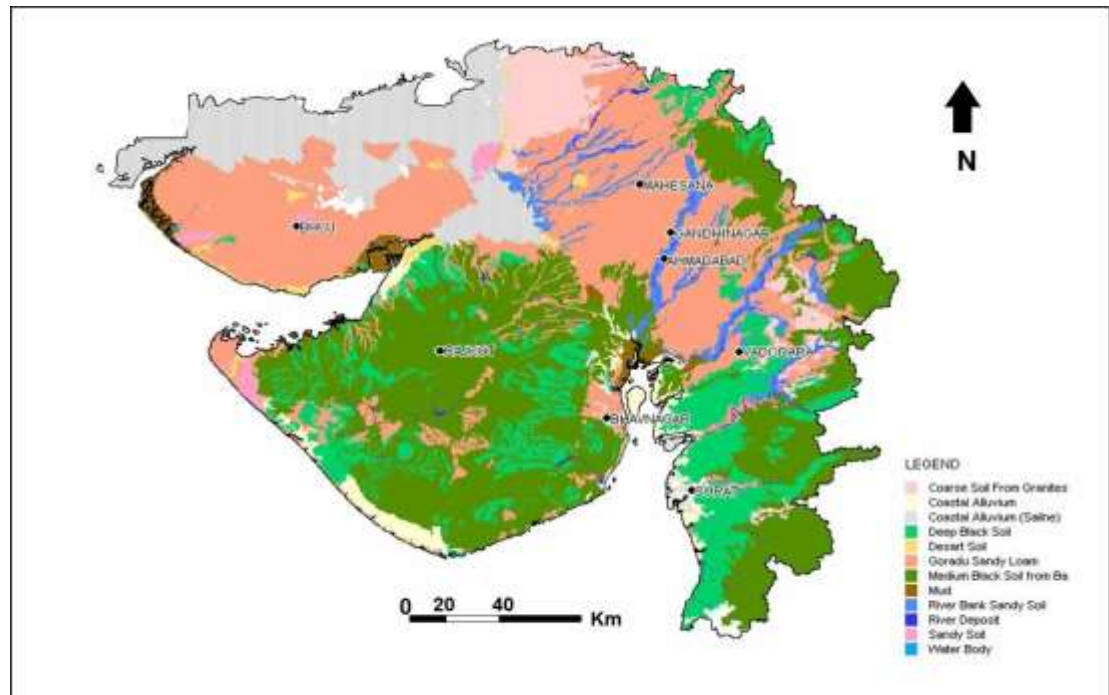 N
MAHESANA
BHUJ
GANDHINAGAR
AHMADABAD
RAJKOT
VADODARA
BHAVNAGAR
SURAT
LEGEND
Coarse Soil From Granites
Coastal Alluvium
Coastal Alluvium (Saline)
Deep Black Soil
Desart Soil
Goradu Sandy Loam
Medium Black Soil from Ba
Mud
River Bank Sandy Soil
River Deposit
Sandy Soil
Water Body
0 20 40 Km